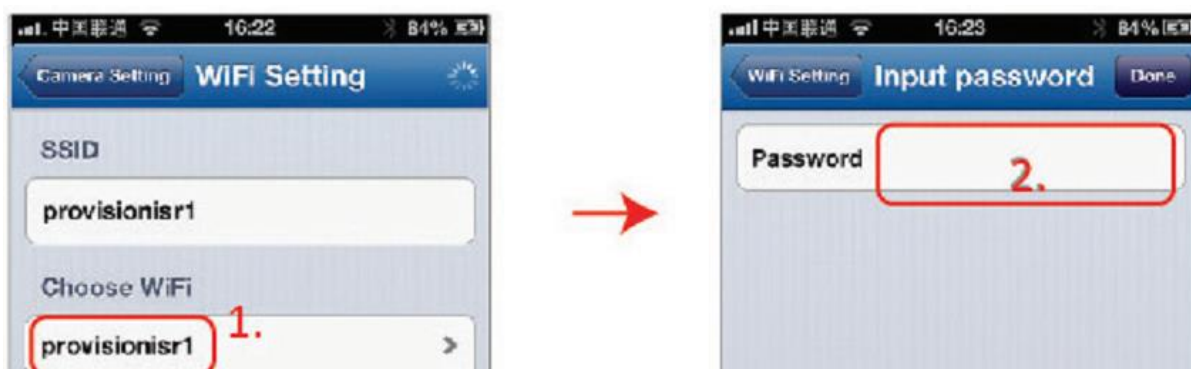 中国联通 16:22 84%
Camera Setting WiFi Setting
SSID
provisionisr1
Choose WiFi
provisionisr1 1.
中国联通 16:23 84%
WiFi Setting Input password Done
Password 2.